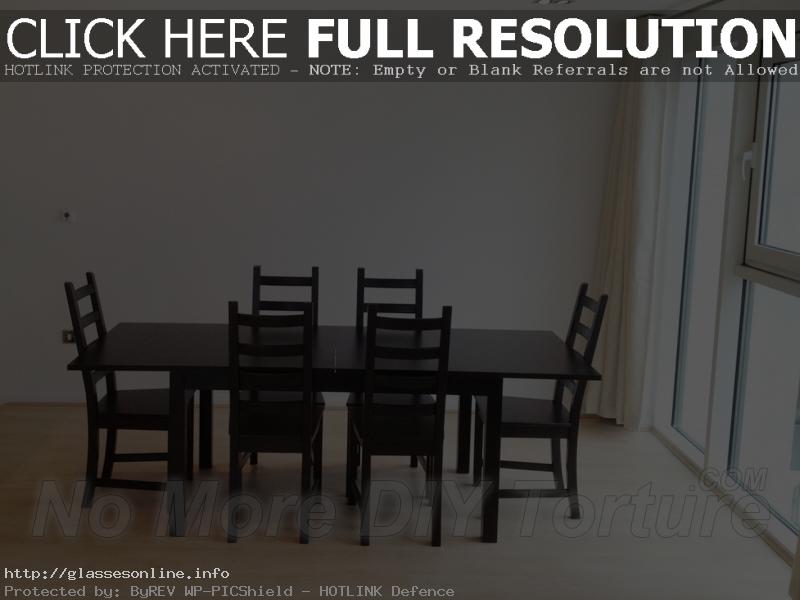 CLICK HERE FULL RESOLUTION
HOTLINK PROTECTION ACTIVATED – NOTE: Empty or Blank Referrals are not Allowed
No More DIY Torture.COM
http://glassesonline.info
Protected by: ByREV WP-PICShield – HOTLINK Defence